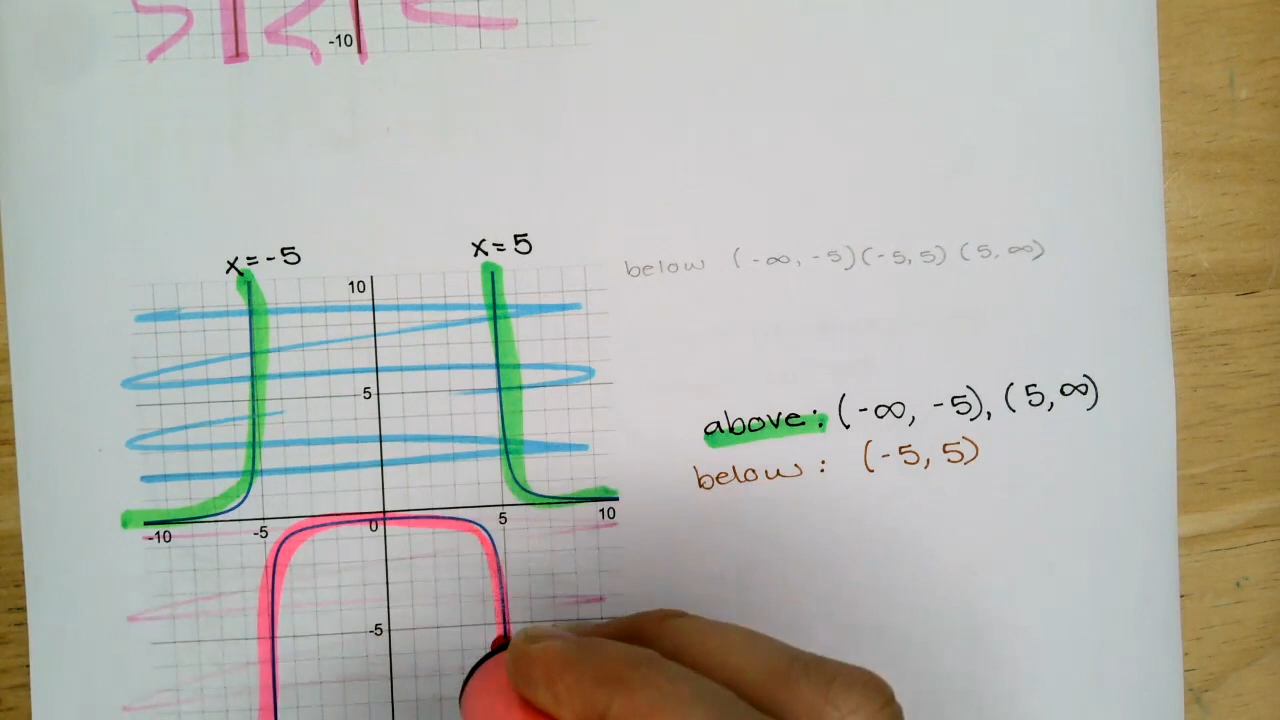 -10
x=-5
x=5
below (-∞, -5)(-5,5) (5,∞)
10
5
above: (-∞, -5), (5,∞)
below: (-5, 5)
-10
-5
0
5
10
-5